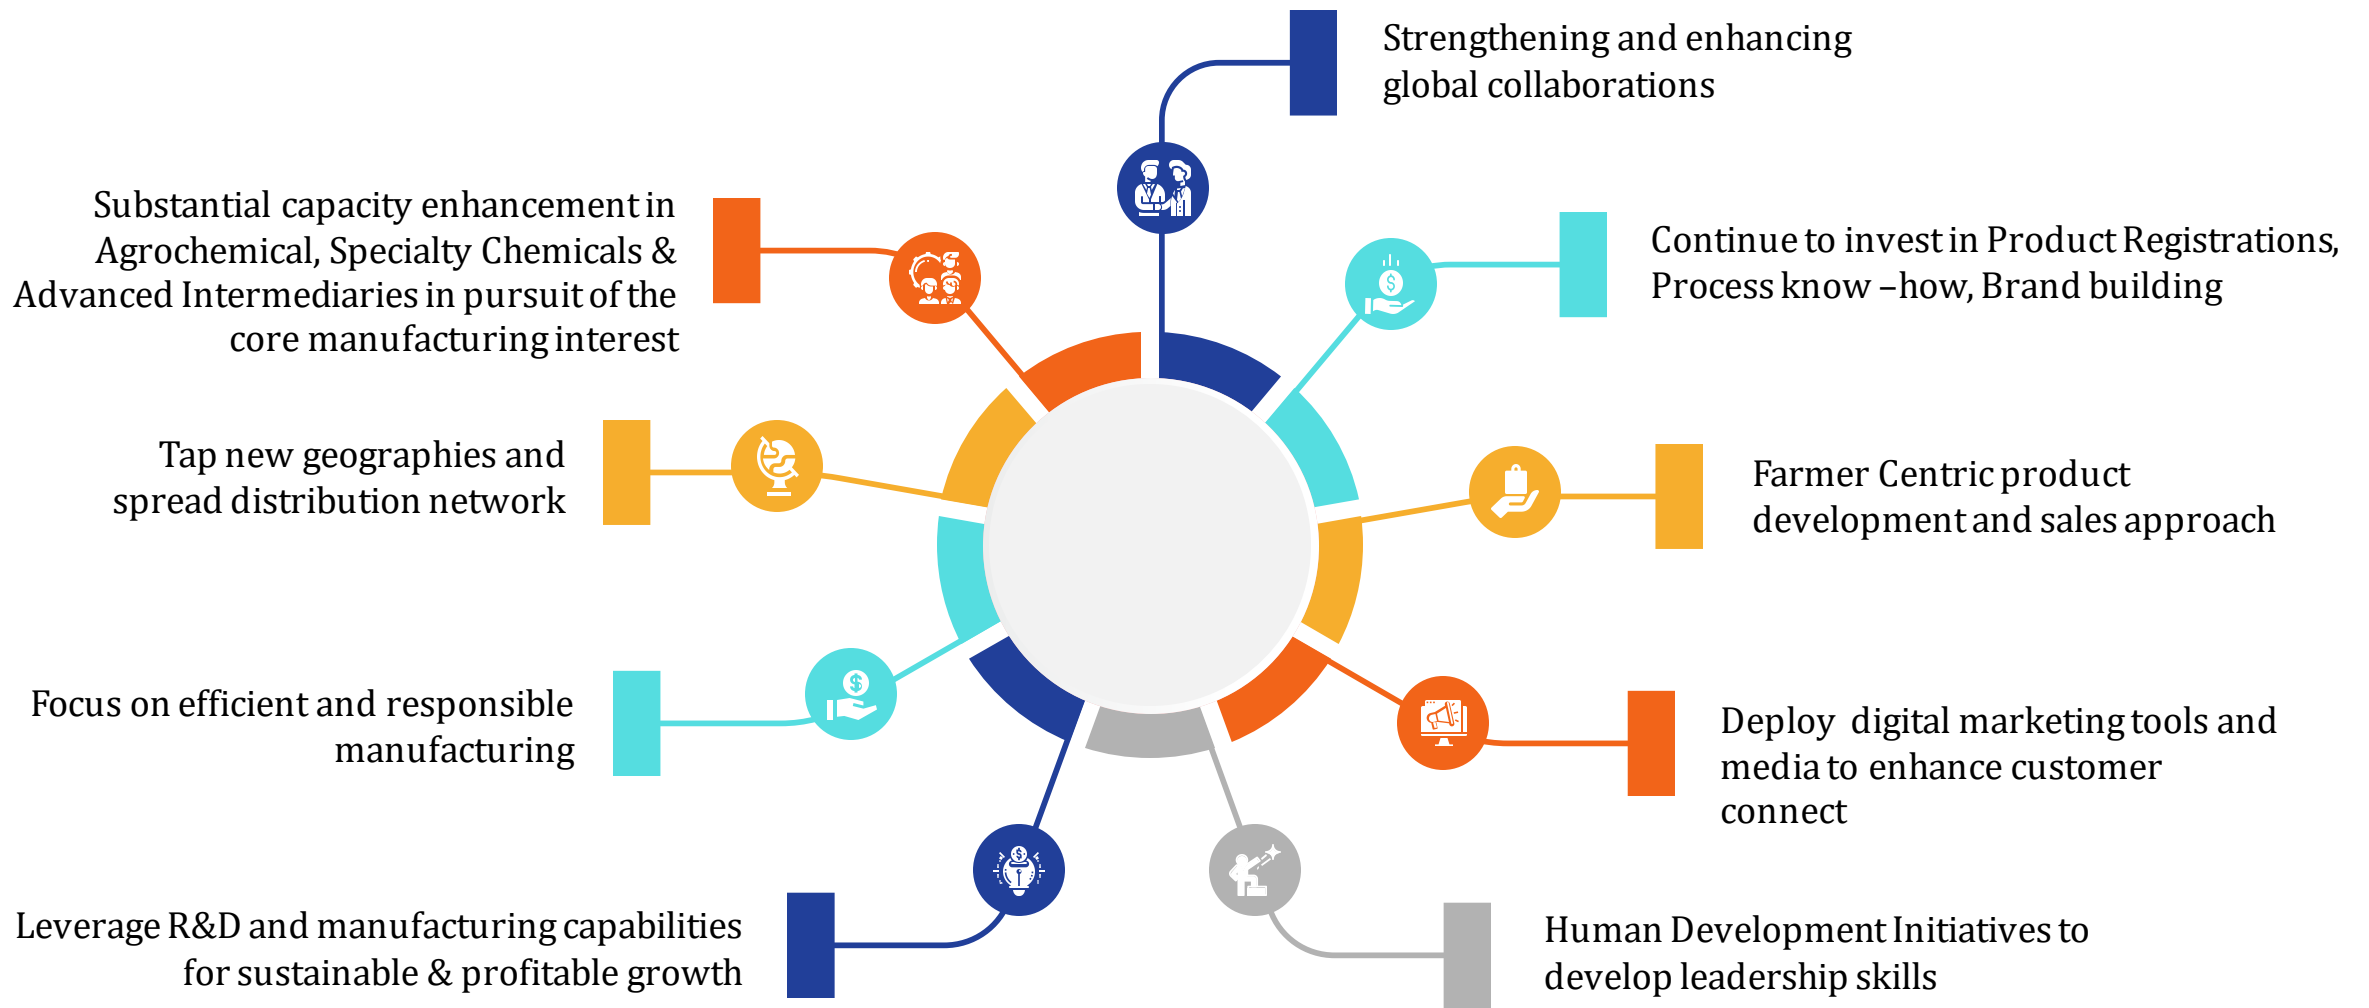 Strengthening and enhancing
global collaborations
Continue to invest in Product Registrations,
Process know –how, Brand building
Farmer Centric product
development and sales approach
Deploy digital marketing tools and
media to enhance customer
connect
Human Development Initiatives to
develop leadership skills
Leverage R&D and manufacturing capabilities
for sustainable & profitable growth
Focus on efficient and responsible
manufacturing
Tap new geographies and
spread distribution network
Substantial capacity enhancement in
Agrochemical, Specialty Chemicals &
Advanced Intermediaries in pursuit of the
core manufacturing interest